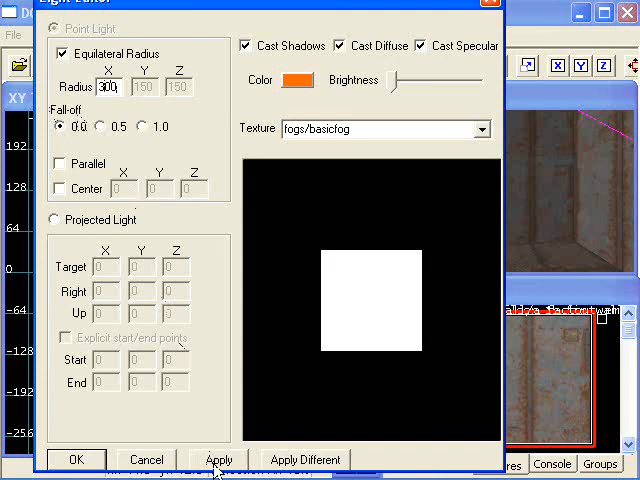 Light Editor
File
Point Light
Equilateral Radius
X Y Z
Radius 300 150 150
Fall-off
0.0 0.5 1.0
Parallel
X Y Z
Center 0 0 0
Projected Light
X Y Z
Target 0 0 0
Right 0 0 0
Up 0 0 0
Explicit start/end points
Start 0 0 0
End 0 0 0
OK Cancel Apply Apply Different
Cast Shadows Cast Diffuse Cast Specular
Color Brightness
Texture fogs/basicfog
XY
192
128
64
0
-64
-128
-192
-256
X Y Z
Console Groups